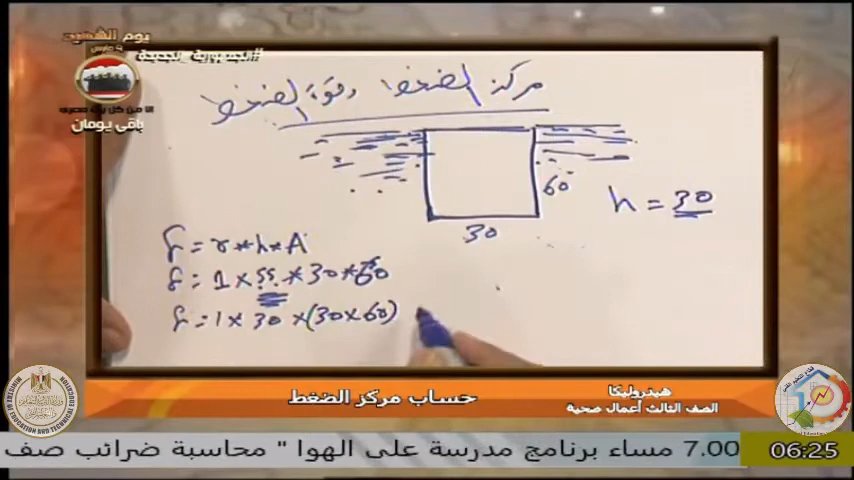 يوم الشهيد
٩ مارس
#الجمهورية_الجديدة
باقي يومان
مركز الضغط وقوة الضغط
60
h = 30
30
F = γ * h * A
F = 1 × ؟؟ * 30 * 60
F = 1 × 30 × (30 × 60)
هيدروليكا
الصف الثالث أعمال صحية
حساب مركز الضغط
7.00 مساء برنامج مدرسة على الهوا " محاسبة ضرائب صف
06:25